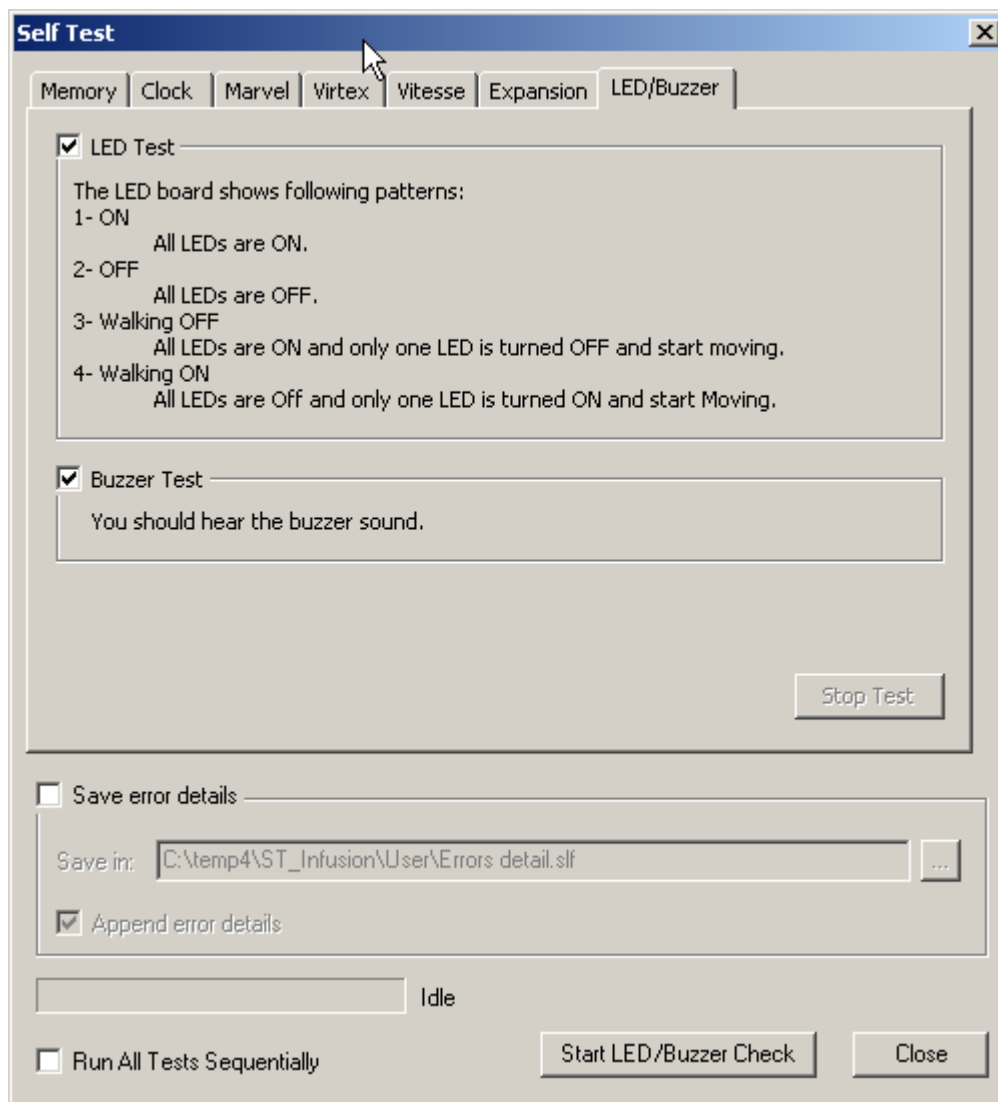 Self Test
Memory Clock Marvel Virtex Vitesse Expansion LED/Buzzer
LED Test
The LED board shows following patterns:
1- ON
All LEDs are ON.
2- OFF
All LEDs are OFF.
3- Walking OFF
All LEDs are ON and only one LED is turned OFF and start moving.
4- Walking ON
All LEDs are Off and only one LED is turned ON and start Moving.
Buzzer Test
You should hear the buzzer sound.
Stop Test
Save error details
Save in: C:\temp4\ST_Infusion\User\Errors detail.slf ...
Append error details
Idle
Run All Tests Sequentially Start LED/Buzzer Check Close